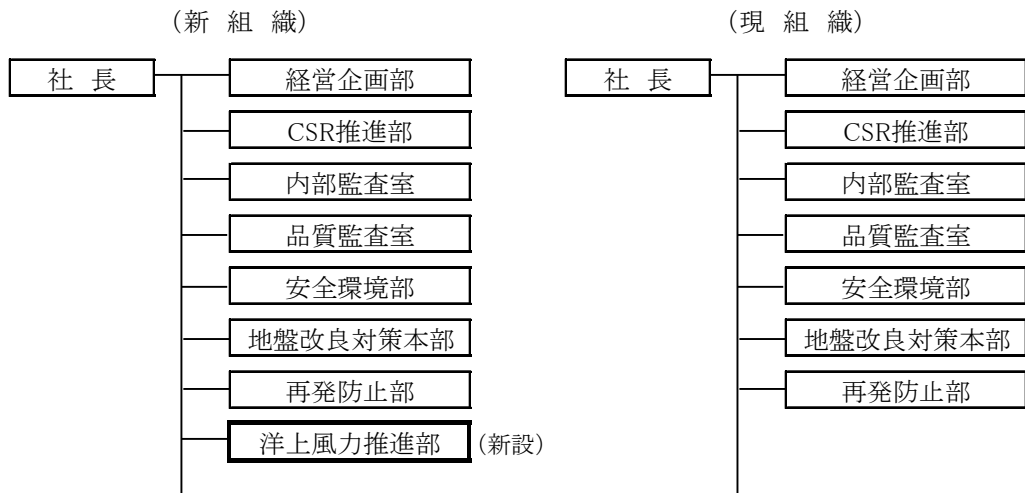 （新 組 織）
社 長
経営企画部
CSR推進部
内部監査室
品質監査室
安全環境部
地盤改良対策本部
再発防止部
洋上風力推進部 （新設）
（現 組 織）
社 長
経営企画部
CSR推進部
内部監査室
品質監査室
安全環境部
地盤改良対策本部
再発防止部